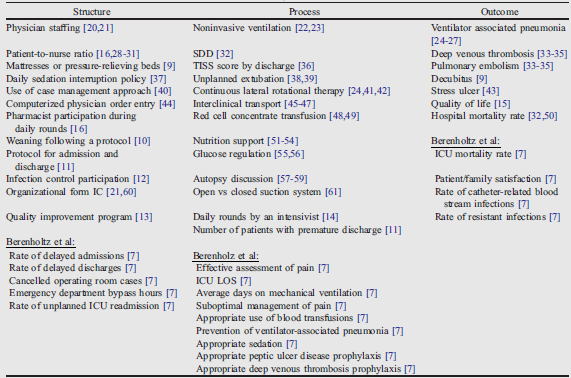 Structure Process Outcome
Physician staffing [20,21] Noninvasive ventilation [22,23] Ventilator associated pneumonia
[24-27]
Patient-to-nurse ratio [16,28-31] SDD [32] Deep venous thrombosis [33-35]
Mattresses or pressure-relieving beds [9] TISS score by discharge [36] Pulmonary embolism [33-35]
Daily sedation interruption policy [37] Unplanned extubation [38,39] Decubitus [9]
Use of case management approach [40] Continuous lateral rotational therapy [24,41,42] Stress ulcer [43]
Computerized physician order entry [44] Interclinical transport [45-47] Quality of life [15]
Pharmacist participation during Red cell concentrate transfusion [48,49] Hospital mortality rate [32,50]
daily rounds [16]
Weaning following a protocol [10] Nutrition support [51-54] Berenholtz et al:
Protocol for admission and Glucose regulation [55,56] ICU mortality rate [7]
discharge [11]
Infection control participation [12] Autopsy discussion [57-59] Patient/family satisfaction [7]
Organizational form IC [21,60] Open vs closed suction system [61] Rate of catheter-related blood
stream infections [7]
Quality improvement program [13] Daily rounds by an intensivist [14] Rate of resistant infections [7]
Number of patients with premature discharge [11]
Berenholtz et al: Berenholz et al:
Rate of delayed admissions [7] Effective assessment of pain [7]
Rate of delayed discharges [7] ICU LOS [7]
Cancelled operating room cases [7] Average days on mechanical ventilation [7]
Emergency department bypass hours [7] Suboptimal management of pain [7]
Rate of unplanned ICU readmission [7] Appropriate use of blood transfusions [7]
Prevention of ventilator-associated pneumonia [7]
Appropriate sedation [7]
Appropriate peptic ulcer disease prophylaxis [7]
Appropriate deep venous thrombosis prophylaxis [7]